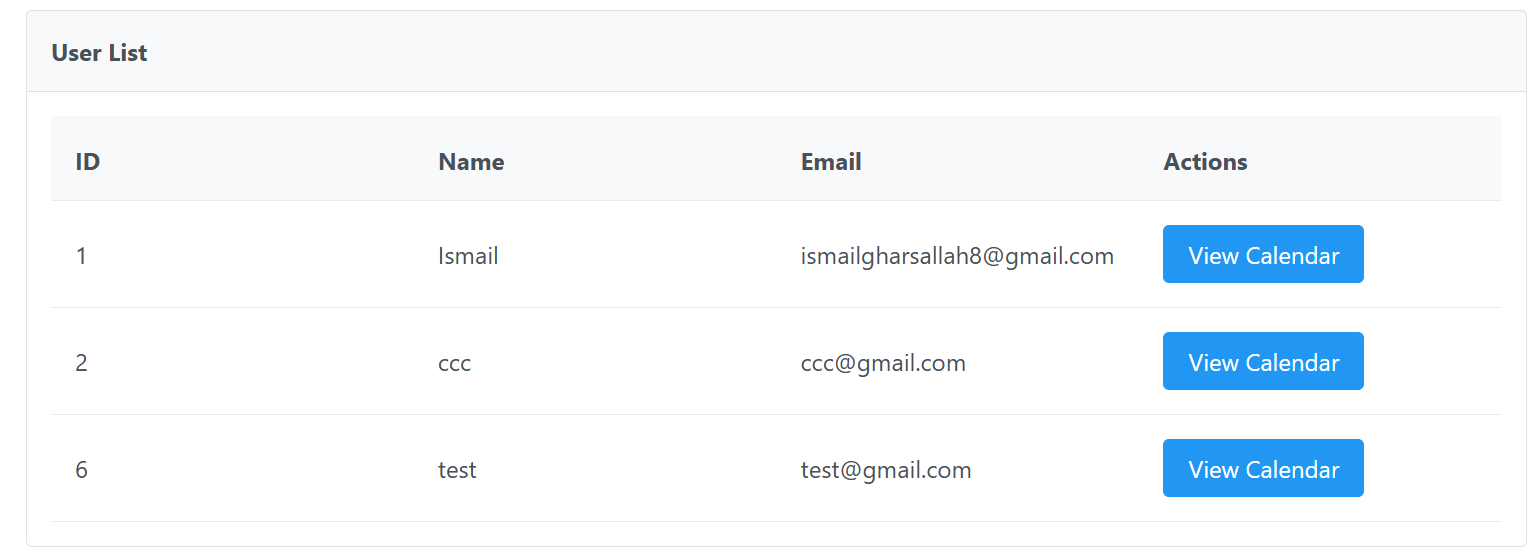 User List
ID Name Email Actions
1 Ismail ismailgharsallah8@gmail.com View Calendar
2 ccc ccc@gmail.com View Calendar
6 test test@gmail.com View Calendar